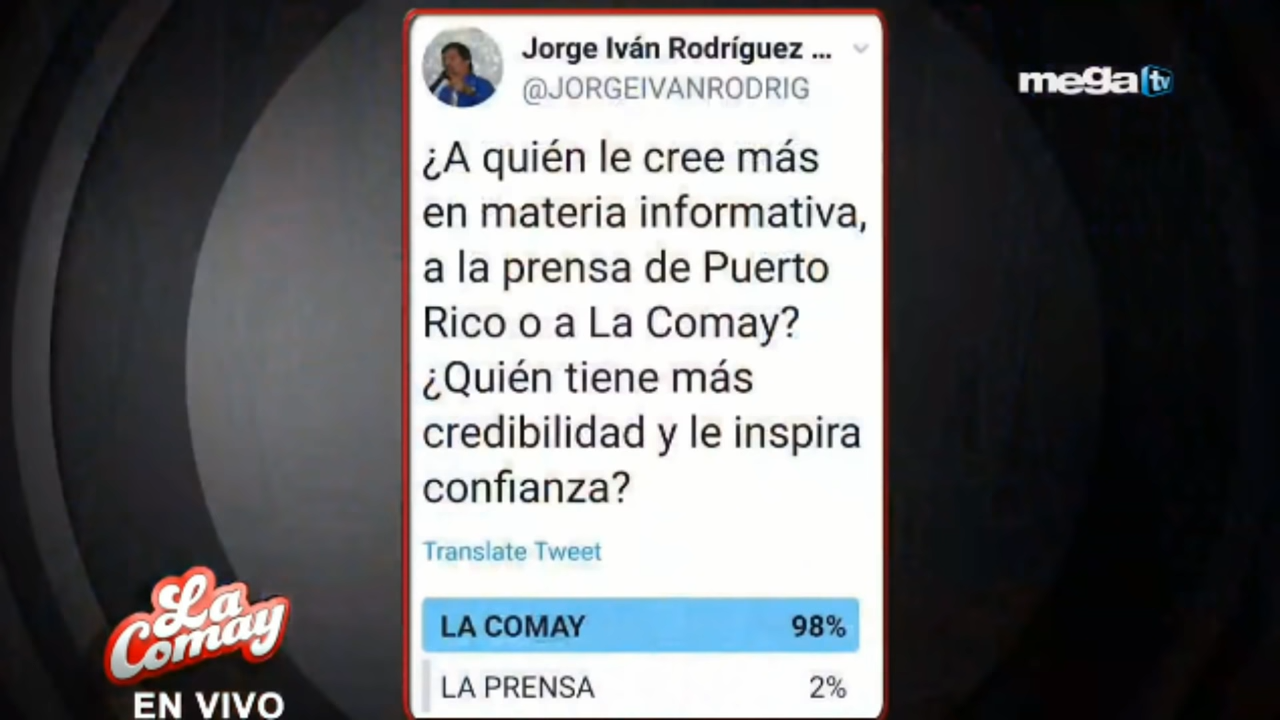 Jorge Iván Rodríguez ...
@JORGEIVANRODRIG
mega tv
¿A quién le cree más
en materia informativa,
a la prensa de Puerto
Rico o a La Comay?
¿Quién tiene más
credibilidad y le inspira
confianza?
Translate Tweet
LA COMAY 98%
LA PRENSA 2%
La
Comay
EN VIVO